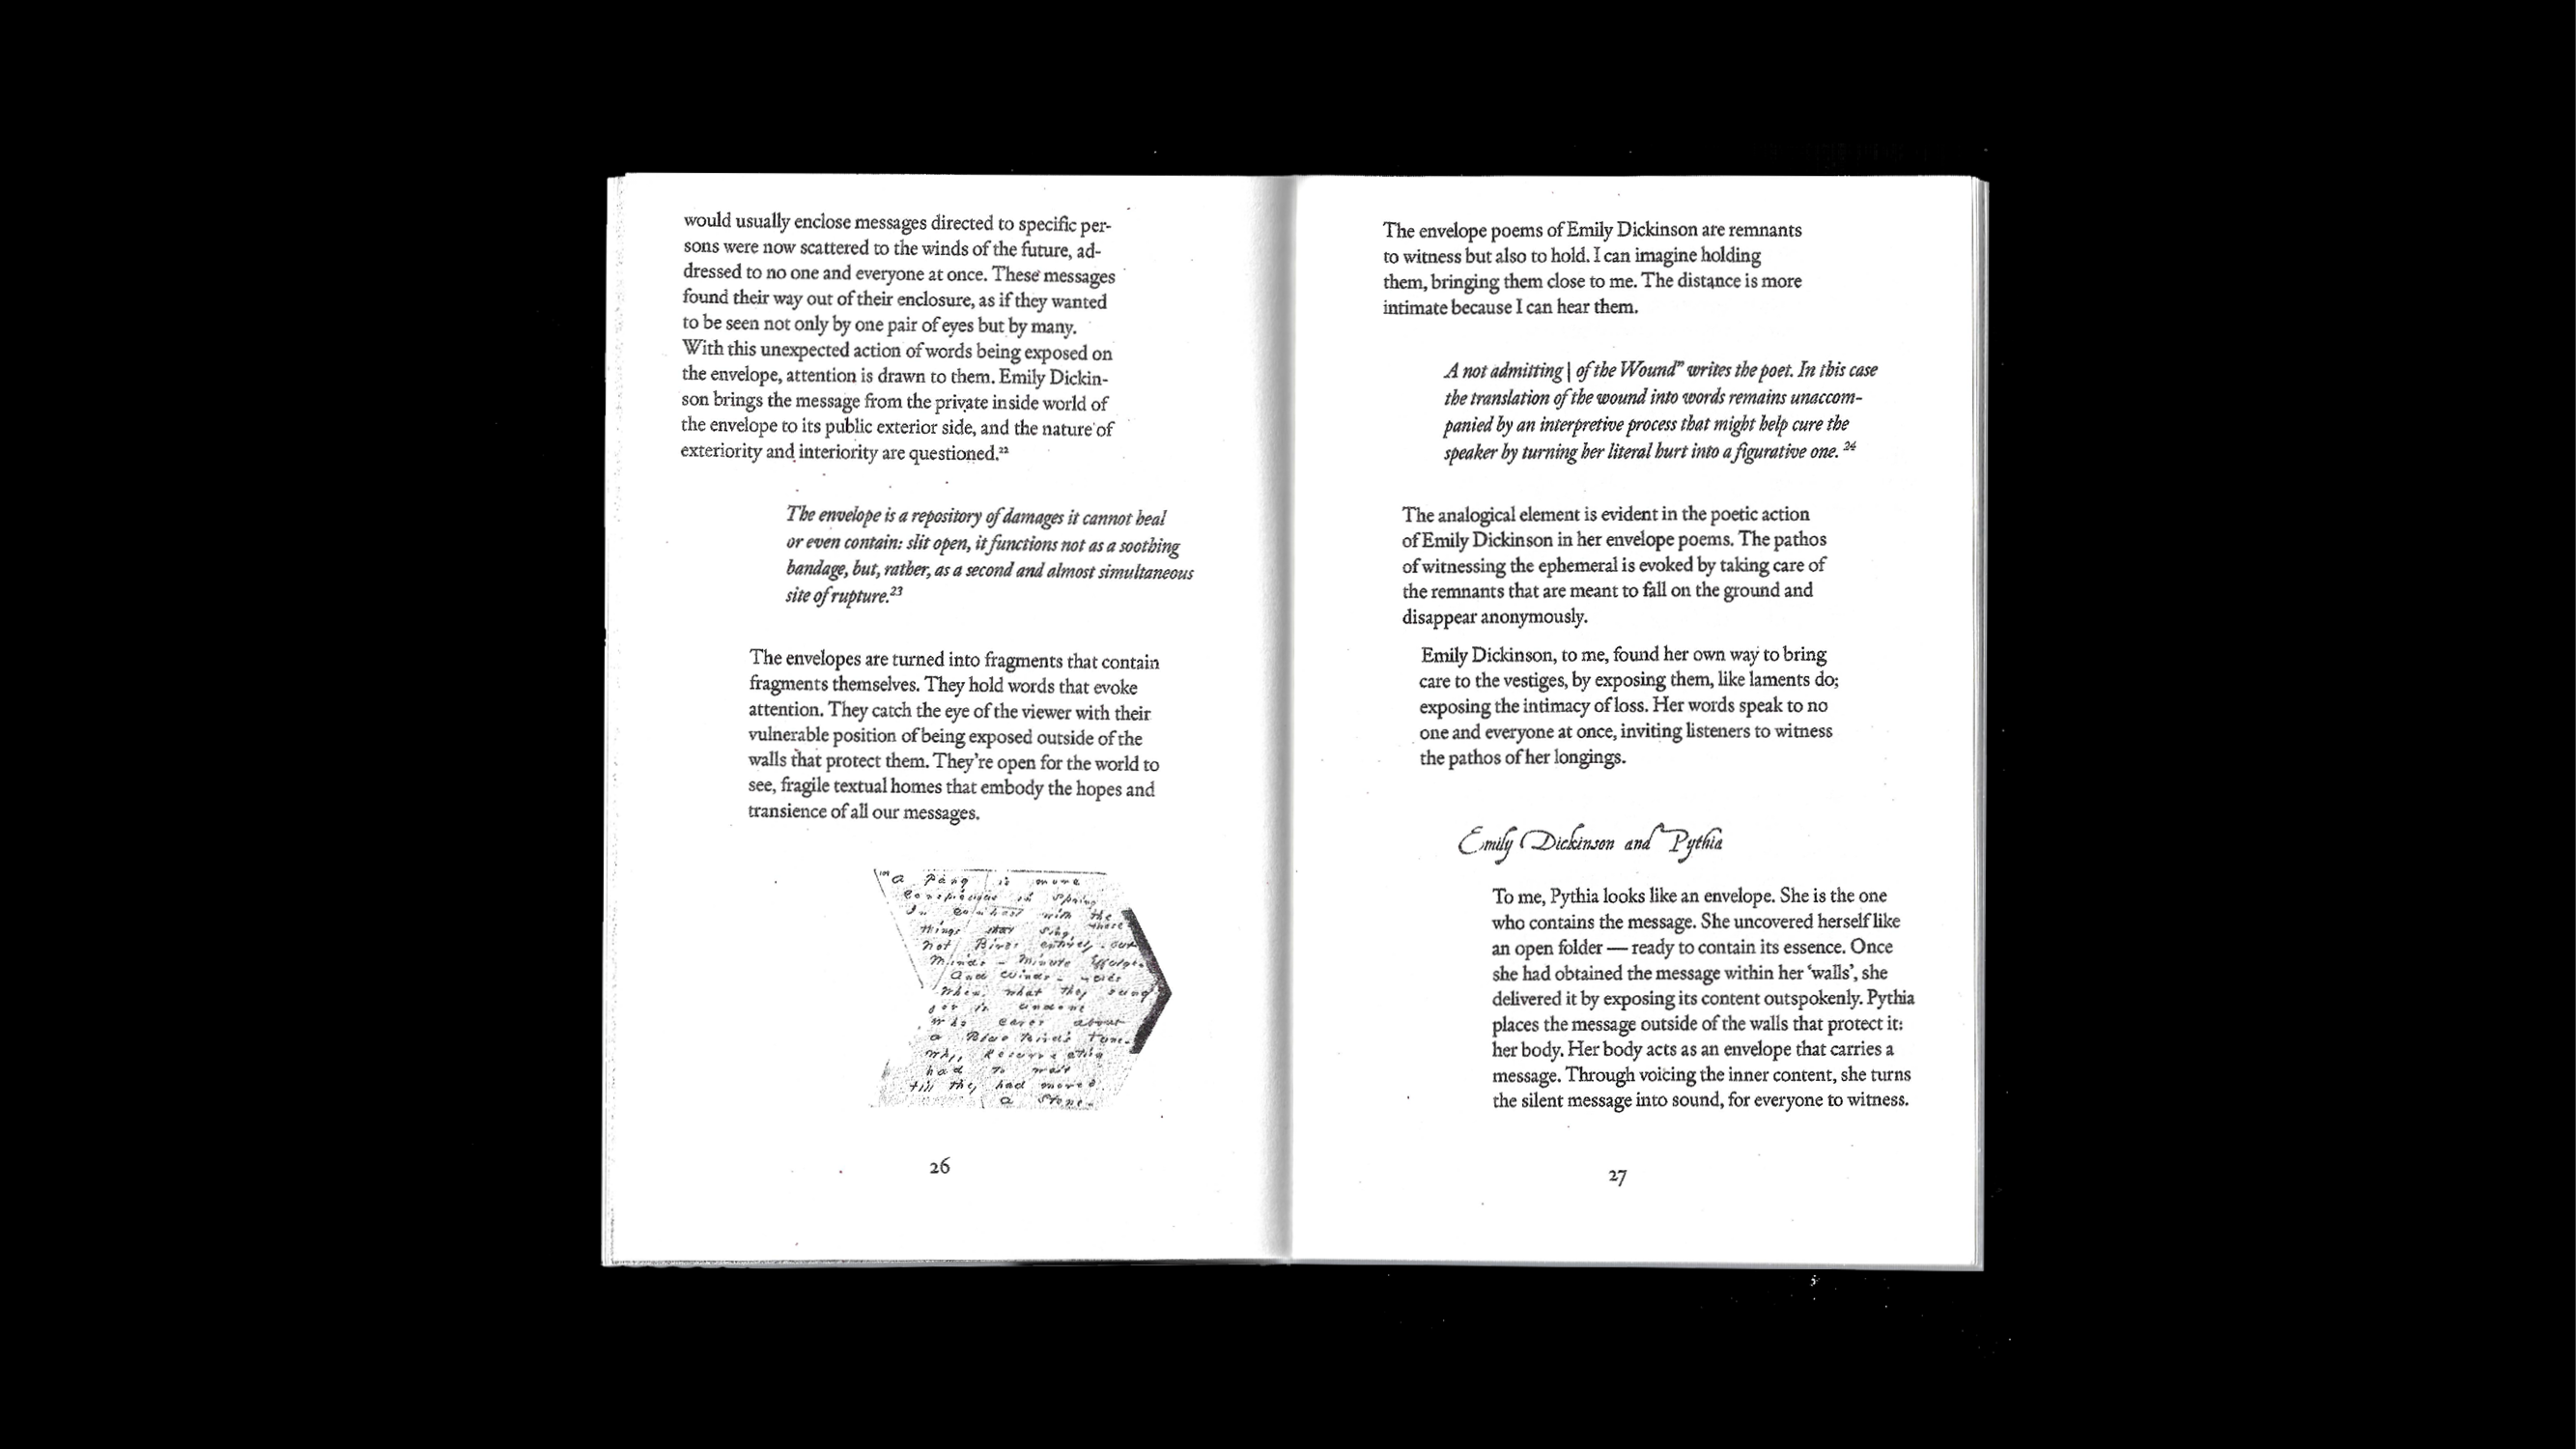 would usually enclose messages directed to specific per-
sons were now scattered to the winds of the future, ad-
dressed to no one and everyone at once. These messages
found their way out of their enclosure, as if they wanted
to be seen not only by one pair of eyes but by many.
With this unexpected action of words being exposed on
the envelope, attention is drawn to them. Emily Dickin-
son brings the message from the private inside world of
the envelope to its public exterior side, and the nature of
exteriority and interiority are questioned.²²
The envelope is a repository of damages it cannot heal
or even contain: slit open, it functions not as a soothing
bandage, but, rather, as a second and almost simultaneous
site of rupture.²³
The envelopes are turned into fragments that contain
fragments themselves. They hold words that evoke
attention. They catch the eye of the viewer with their
vulnerable position of being exposed outside of the
walls that protect them. They're open for the world to
see, fragile textual homes that embody the hopes and
transience of all our messages.
a Pang is more
Conspicuous in Spring
In contrast with the
things that sing
not Birds entirely - but
Minds - Minute Effulgen
And Winds -
When what they sung
for is undone
Who cares about
a Blue Bird's Tune -
Why, Resurrection
had to wait
till they had moved
a Stone -
26
The envelope poems of Emily Dickinson are remnants
to witness but also to hold. I can imagine holding
them, bringing them close to me. The distance is more
intimate because I can hear them.
A not admitting | of the Wound" writes the poet. In this case
the translation of the wound into words remains unaccom-
panied by an interpretive process that might help cure the
speaker by turning her literal hurt into a figurative one. ²⁴
The analogical element is evident in the poetic action
of Emily Dickinson in her envelope poems. The pathos
of witnessing the ephemeral is evoked by taking care of
the remnants that are meant to fall on the ground and
disappear anonymously.
Emily Dickinson, to me, found her own way to bring
care to the vestiges, by exposing them, like laments do;
exposing the intimacy of loss. Her words speak to no
one and everyone at once, inviting listeners to witness
the pathos of her longings.
Emily Dickinson and Pythia
To me, Pythia looks like an envelope. She is the one
who contains the message. She uncovered herself like
an open folder — ready to contain its essence. Once
she had obtained the message within her 'walls', she
delivered it by exposing its content outspokenly. Pythia
places the message outside of the walls that protect it:
her body. Her body acts as an envelope that carries a
message. Through voicing the inner content, she turns
the silent message into sound, for everyone to witness.
27